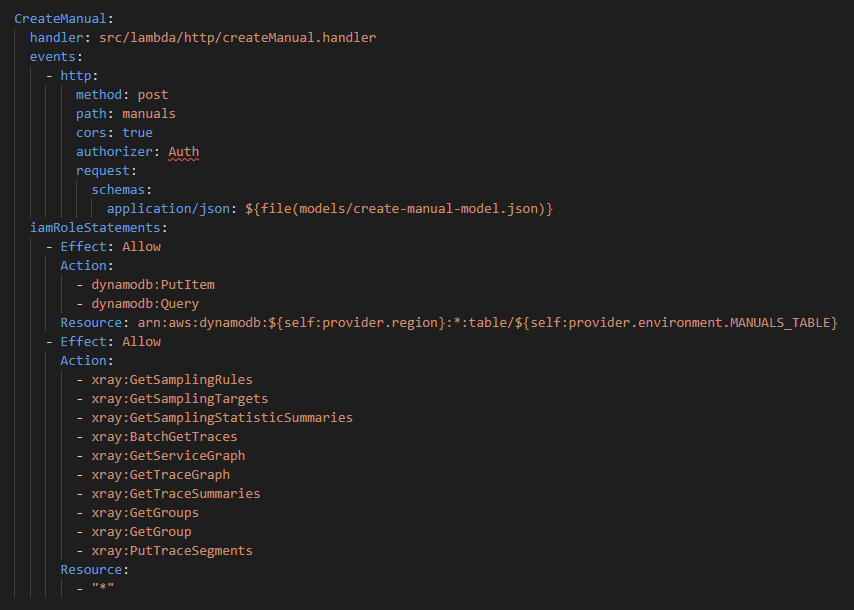 CreateManual:
handler: src/lambda/http/createManual.handler
events:
- http:
method: post
path: manuals
cors: true
authorizer: Auth
request:
schemas:
application/json: ${file(models/create-manual-model.json)}
iamRoleStatements:
- Effect: Allow
Action:
- dynamodb:PutItem
- dynamodb:Query
Resource: arn:aws:dynamodb:${self:provider.region}:*:table/${self:provider.environment.MANUALS_TABLE}
- Effect: Allow
Action:
- xray:GetSamplingRules
- xray:GetSamplingTargets
- xray:GetSamplingStatisticSummaries
- xray:BatchGetTraces
- xray:GetServiceGraph
- xray:GetTraceGraph
- xray:GetTraceSummaries
- xray:GetGroups
- xray:GetGroup
- xray:PutTraceSegments
Resource:
- "*"